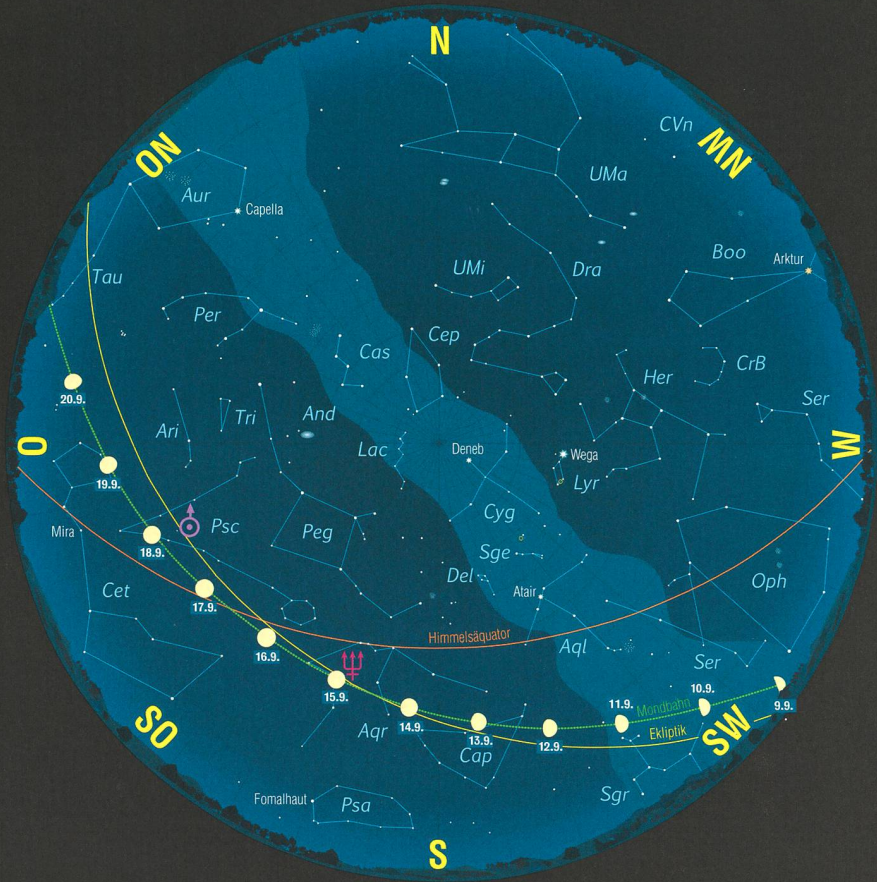 N
NO
NW
CVn
UMa
Aur
Capella
Boo
Arktur
Tau
UMi
Dra
Per
Cep
Cas
CrB
Her
20.9.
Ser
Ari
Tri
And
O
Lac
Deneb
Wega
W
19.9.
Lyr
Mira
Psc
Peg
Cyg
18.9.
Sge
Del
Oph
Cet
Atair
17.9.
Himmelsäquator
Aql
16.9.
Ser
15.9.
10.9.
11.9.
Mondbahn
9.9.
SO
Aqr
14.9.
13.9.
12.9.
Ekliptik
SW
Cap
Sgr
Fomalhaut
Psa
S